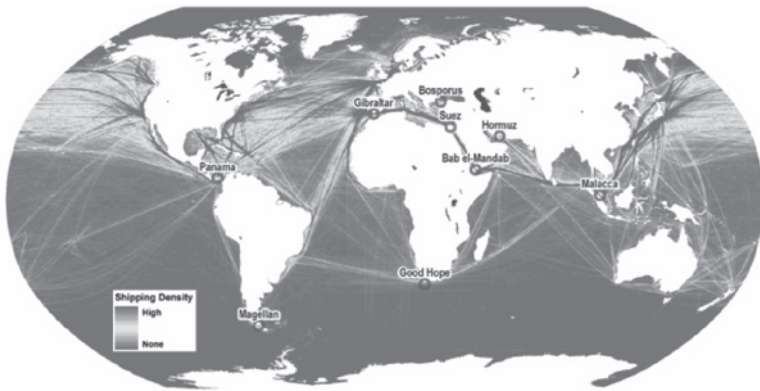 Bosporus
Gibraltar
Suez
Hormuz
Bab el-Mandab
Panama
Malacca
Good Hope
Shipping Density
High
None
Magellan